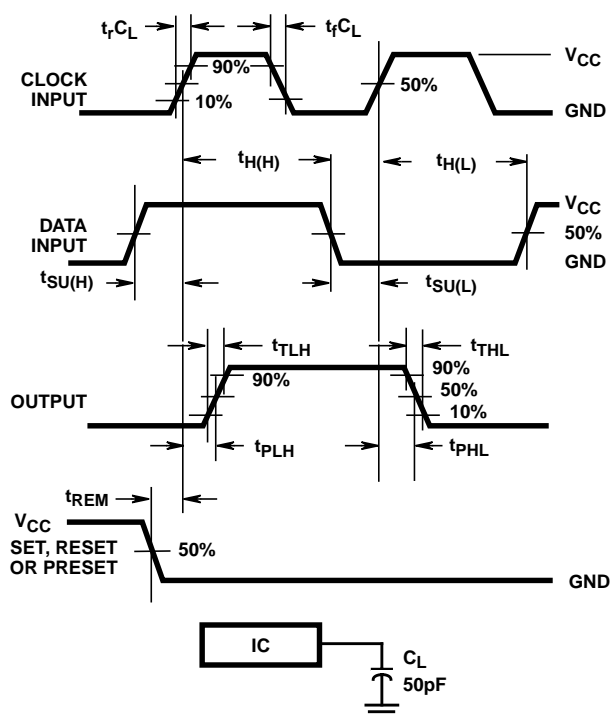 trCL
tfCL
CLOCK
INPUT
90%
10%
50%
VCC
GND
tH(H)
tH(L)
DATA
INPUT
VCC
50%
GND
tSU(H)
tSU(L)
tTLH
tTHL
OUTPUT
90%
90%
50%
10%
tPLH
tPHL
tREM
VCC
SET, RESET
OR PRESET
50%
GND
IC
CL
50pF